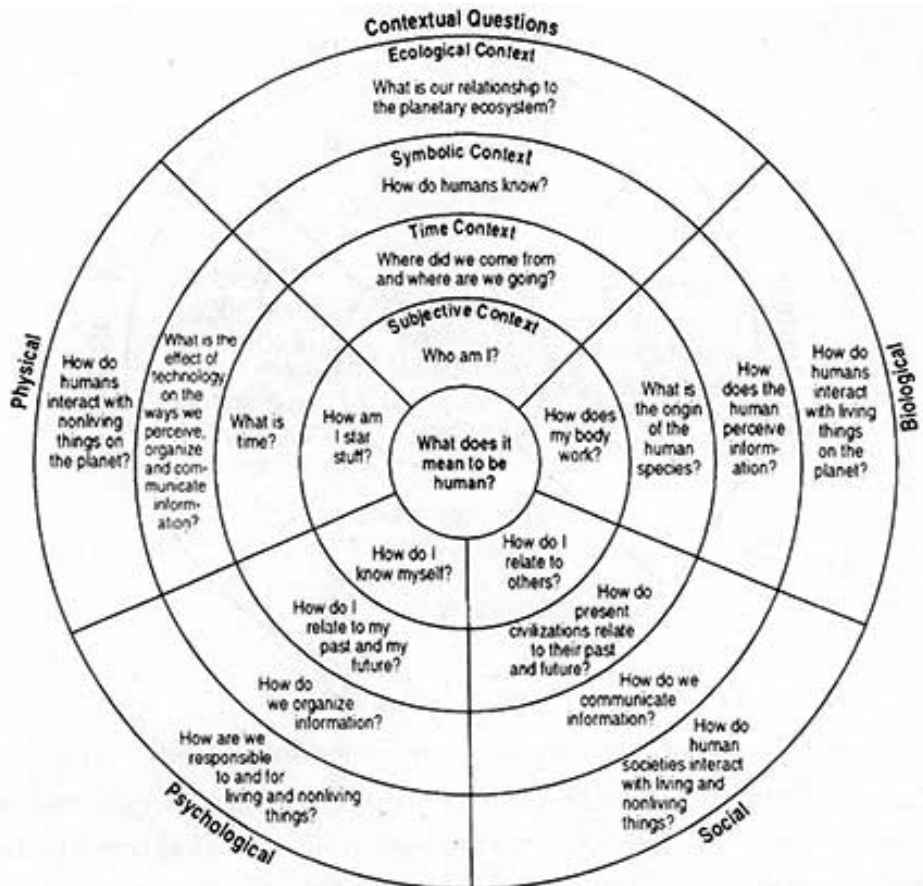 Contextual Questions
Ecological Context
What is our relationship to
the planetary ecosystem?
Symbolic Context
How do humans know?
Time Context
Where did we come from
and where are we going?
Subjective Context
Who am I?
What does it
mean to be
human?
Physical
How do
humans
interact with
nonliving
things on
the planet?
What is the
effect of
technology
on the
ways we
perceive,
organize
and com-
municate
inform-
ation?
What is
time?
How am
I star
stuff?
How does
my body
work?
What is
the origin
of the
human
species?
How
does the
human
perceive
inform-
ation?
How do
humans
interact
with living
things
on the
planet?
Biological
How do I
know myself?
How do I
relate to my
past and my
future?
How do
we organize
information?
How are we
responsible
to and for
living and nonliving
things?
Psychological
How do I
relate to
others?
How do
present
civilizations relate
to their past
and future?
How do we
communicate
information?
How do
human
societies interact
with living and
nonliving
things?
Social